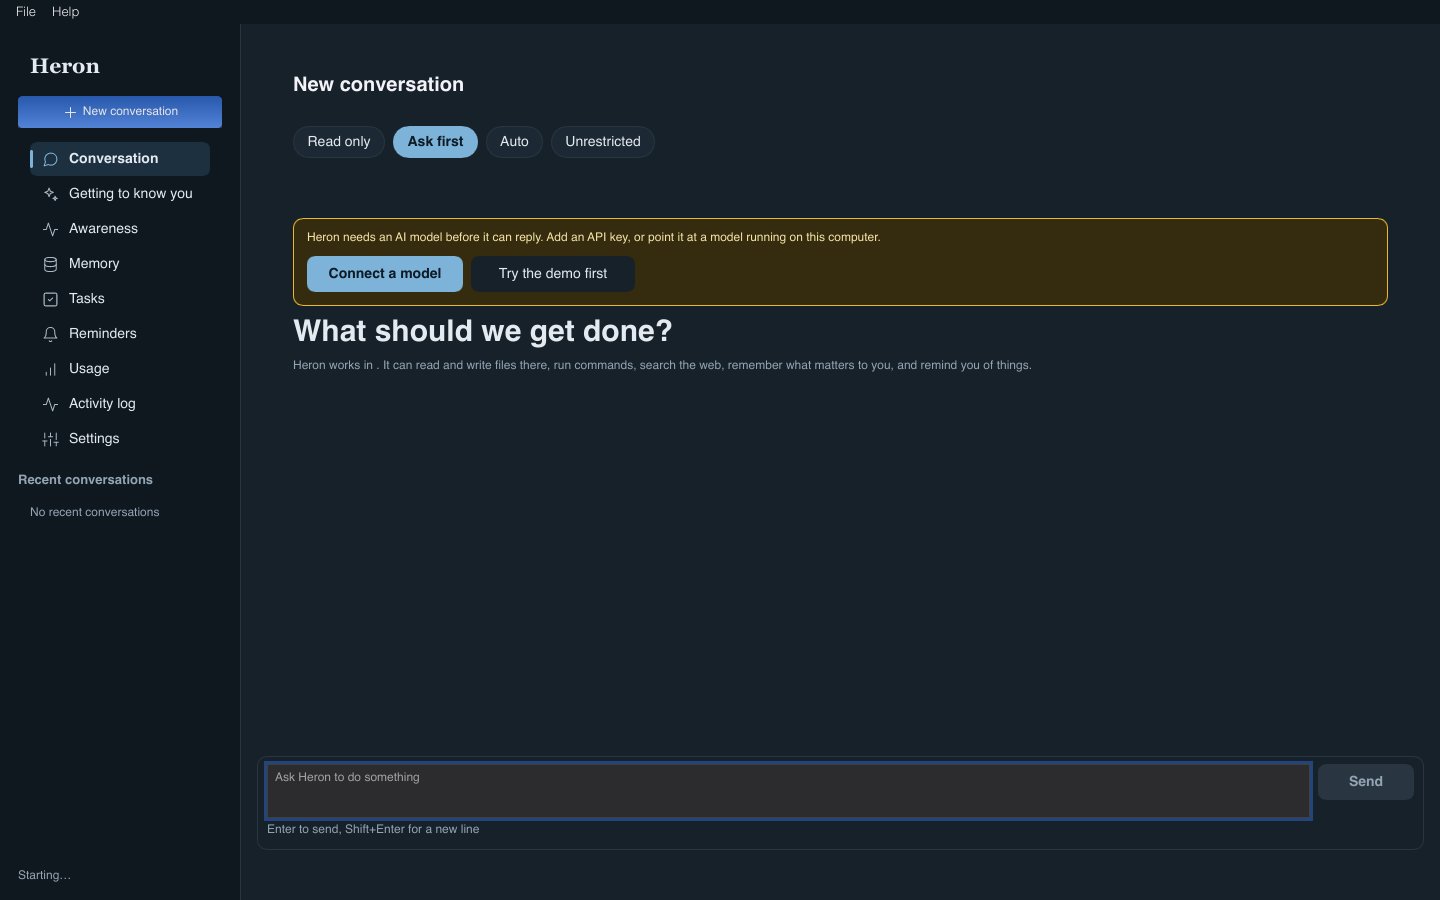 File Help
Heron
New conversation
Conversation
Getting to know you
Awareness
Memory
Tasks
Reminders
Usage
Activity log
Settings
Recent conversations
No recent conversations
Starting...
New conversation
Read only Ask first Auto Unrestricted
Heron needs an AI model before it can reply. Add an API key, or point it at a model running on this computer.
Connect a model Try the demo first
What should we get done?
Heron works in . It can read and write files there, run commands, search the web, remember what matters to you, and remind you of things.
Ask Heron to do something
Send
Enter to send, Shift+Enter for a new line